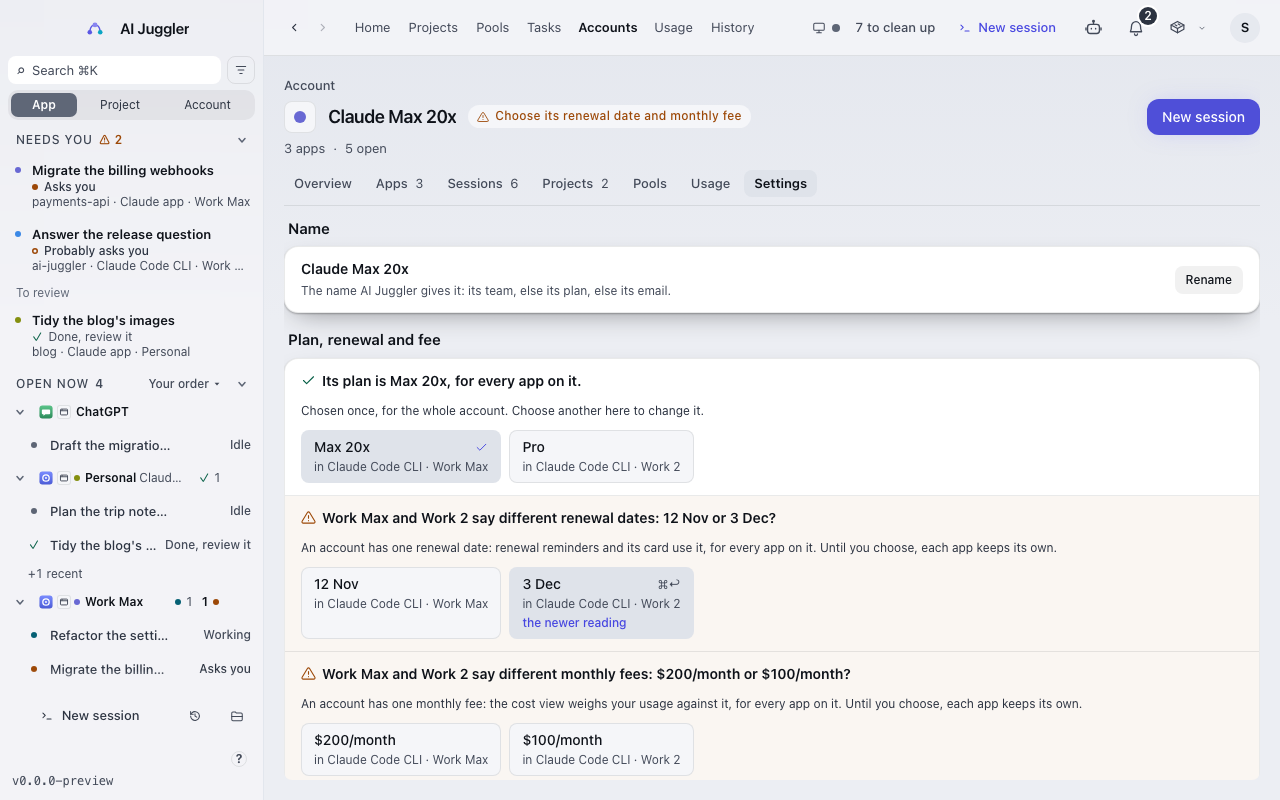 AI Juggler
Search ⌘K
App Project Account
NEEDS YOU 2
Migrate the billing webhooks
Asks you
payments-api · Claude app · Work Max
Answer the release question
Probably asks you
ai-juggler · Claude Code CLI · Work ...
To review
Tidy the blog's images
Done, review it
blog · Claude app · Personal
OPEN NOW 4 Your order
ChatGPT
Draft the migratio... Idle
Personal Claud... 1
Plan the trip note... Idle
Tidy the blog's ... Done, review it
+1 recent
Work Max 1 1
Refactor the setti... Working
Migrate the billin... Asks you
New session
?
v0.0.0-preview
Home Projects Pools Tasks Accounts Usage History
7 to clean up
New session
2
S
Account
Claude Max 20x
Choose its renewal date and monthly fee
New session
3 apps · 5 open
Overview Apps 3 Sessions 6 Projects 2 Pools Usage Settings
Name
Claude Max 20x
The name AI Juggler gives it: its team, else its plan, else its email.
Rename
Plan, renewal and fee
Its plan is Max 20x, for every app on it.
Chosen once, for the whole account. Choose another here to change it.
Max 20x
in Claude Code CLI · Work Max
Pro
in Claude Code CLI · Work 2
Work Max and Work 2 say different renewal dates: 12 Nov or 3 Dec?
An account has one renewal date: renewal reminders and its card use it, for every app on it. Until you choose, each app keeps its own.
12 Nov
in Claude Code CLI · Work Max
3 Dec ⌘↩
in Claude Code CLI · Work 2
the newer reading
Work Max and Work 2 say different monthly fees: $200/month or $100/month?
An account has one monthly fee: the cost view weighs your usage against it, for every app on it. Until you choose, each app keeps its own.
$200/month
in Claude Code CLI · Work Max
$100/month
in Claude Code CLI · Work 2